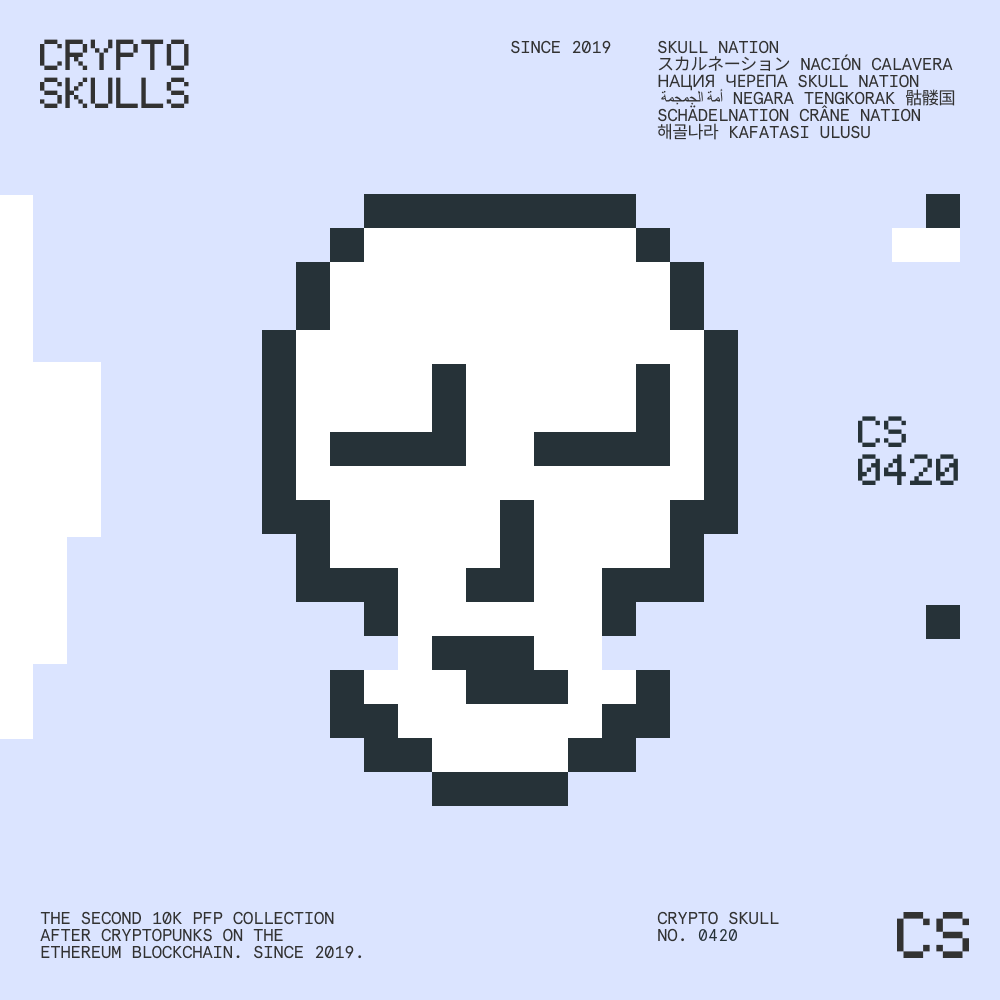 CRYPTO
SKULLS
SINCE 2019
SKULL NATION
スカルネーション NACIÓN CALAVERA
НАЦИЯ ЧЕРЕПА SKULL NATION
أمة الجمجمة NEGARA TENGKORAK 骷髅国
SCHÄDELNATION CRÂNE NATION
해골나라 KAFATASI ULUSU
CS
0420
THE SECOND 10K PFP COLLECTION
AFTER CRYPTOPUNKS ON THE
ETHEREUM BLOCKCHAIN. SINCE 2019.
CRYPTO SKULL
NO. 0420
CS